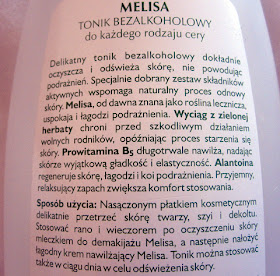 MELISA
TONIK BEZALKOHOLOWY
do każdego rodzaju cery
Delikatny tonik bezalkoholowy dokładnie
oczyszcza i odświeża skórę, nie powodując
podrażnień. Specjalnie dobrany zestaw składników
aktywnych wspomaga naturalny proces odnowy
skóry. Melisa, od dawna znana jako roślina lecznicza,
uspokaja i łagodzi podrażnienia. Wyciąg z zielonej
herbaty chroni przed szkodliwym działaniem
wolnych rodników, opóźniając proces starzenia się
skóry. Prowitamina B5 długotrwale nawilża, nadając
skórze wyjątkową gładkość i elastyczność. Alantoina
regeneruje skórę, łagodzi i koi podrażnienia. Przyjemny,
relaksujący zapach zwiększa komfort stosowania.
Sposób użycia: Nasączonym płatkiem kosmetycznym
delikatnie przetrzeć skórę twarzy, szyi i dekoltu.
Stosować rano i wieczorem po oczyszczeniu skóry
mleczkiem do demakijażu Melisa, a następnie nałożyć
łagodny krem nawilżający Melisa. Tonik można stosować
także w ciągu dnia w celu odświeżenia skóry.